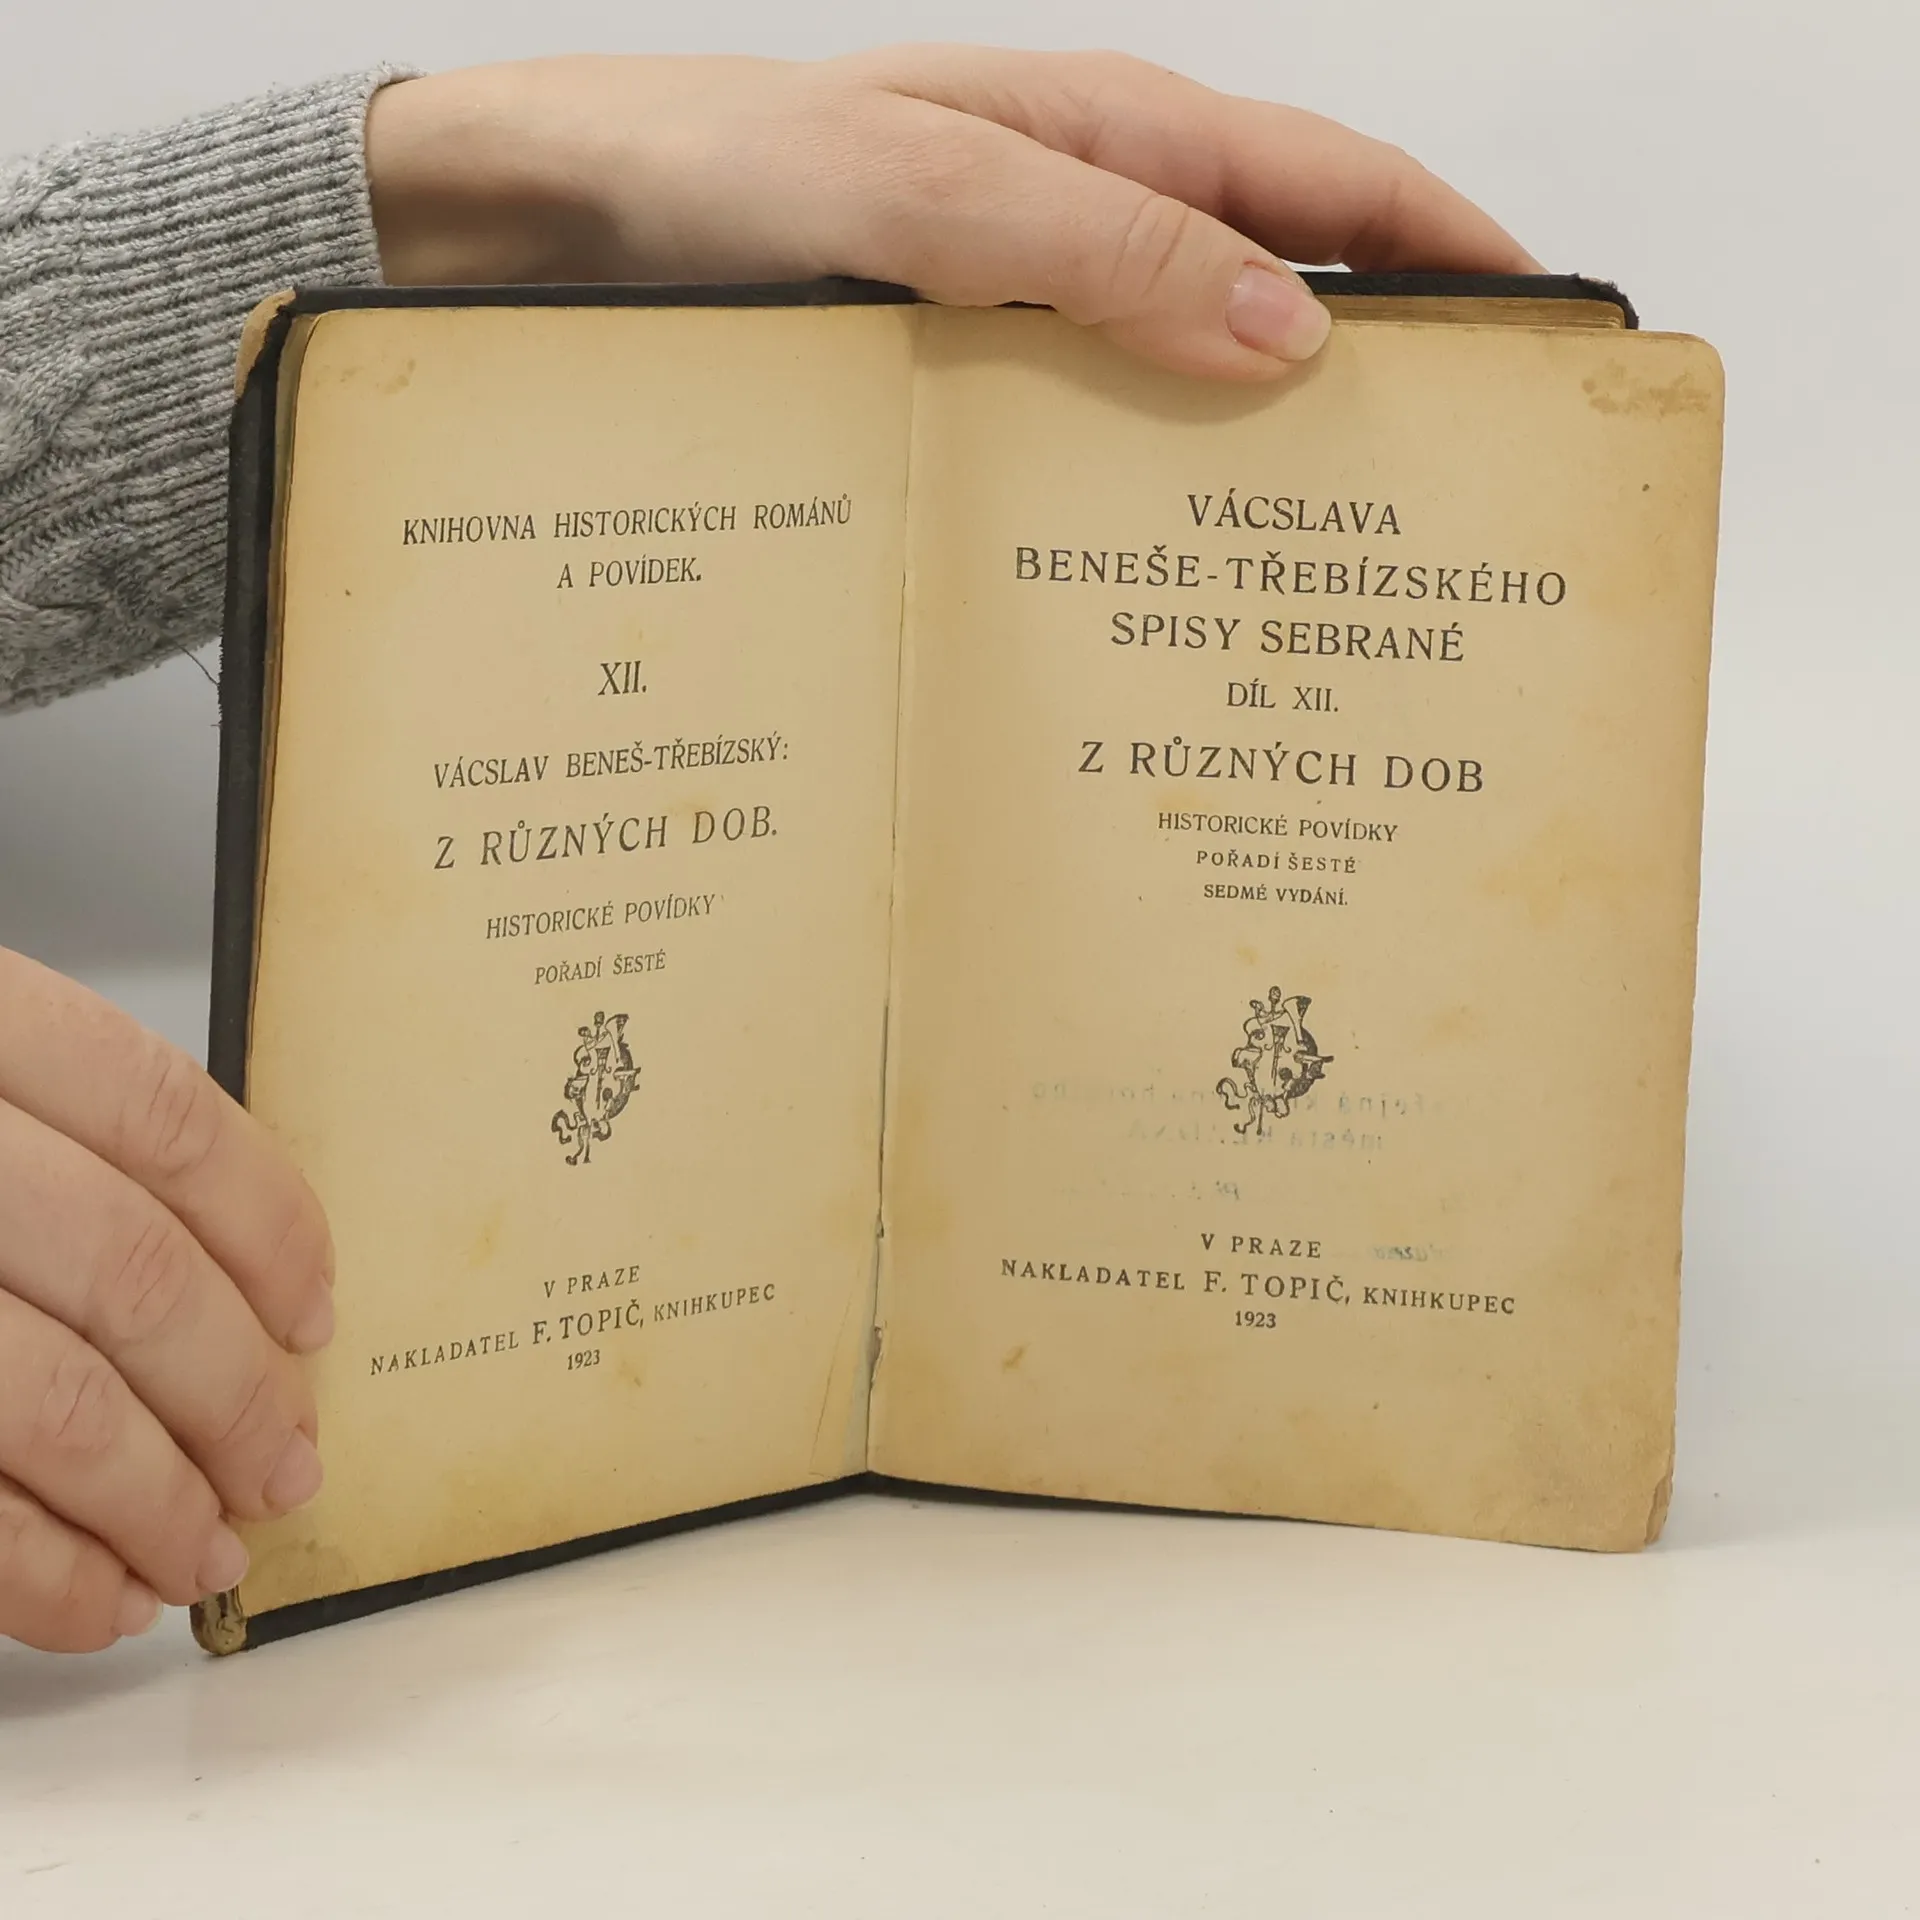 KNIHOVNA HISTORICKÝCH ROMÁNŮ
A POVÍDEK.
XII.
VÁCSLAV BENEŠ-TŘEBÍZSKÝ:
Z RŮZNÝCH DOB.
HISTORICKÉ POVÍDKY
POŘADÍ ŠESTÉ
V PRAZE
NAKLADATEL F. TOPIČ, KNIHKUPEC
1923
VÁCSLAVA
BENEŠE-TŘEBÍZSKÉHO
SPISY SEBRANÉ
DÍL XII.
Z RŮZNÝCH DOB
HISTORICKÉ POVÍDKY
POŘADÍ ŠESTÉ
SEDMÉ VYDÁNÍ.
V PRAZE
NAKLADATEL F. TOPIČ, KNIHKUPEC
1923